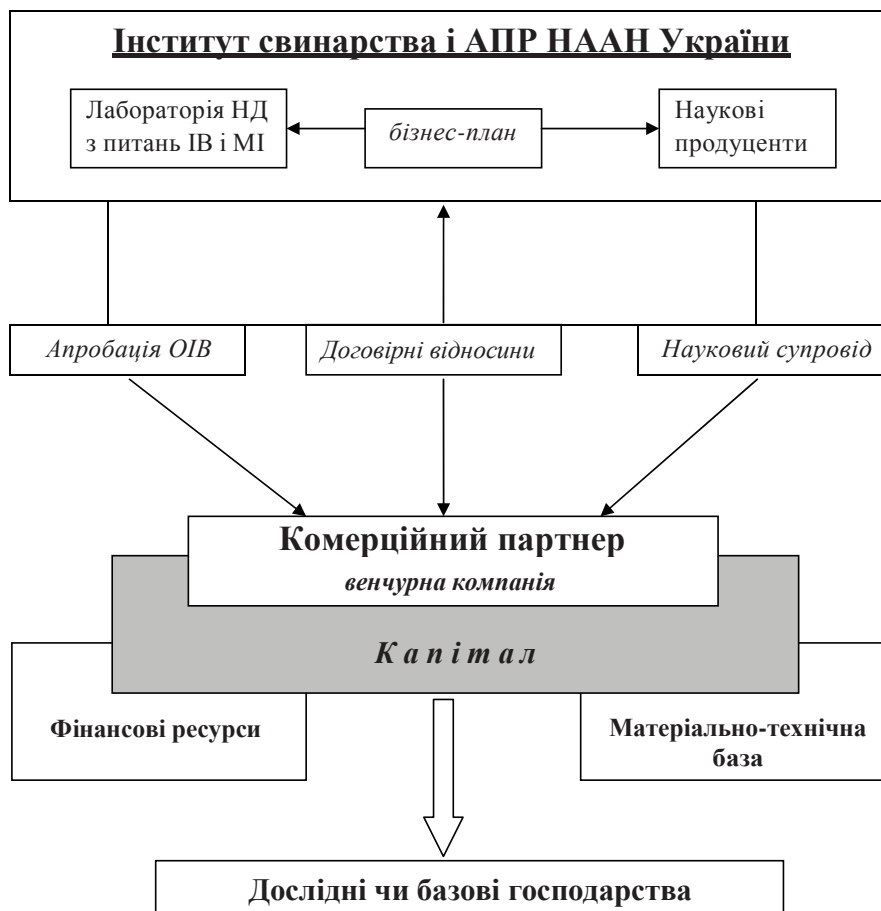 Інститут свинарства і АПР НААН України
Лабораторія НД
з питань ІВ і МІ
бізнес-план
Наукові
продуценти
Апробація ОІВ
Договірні відносини
Науковий супровід
Комерційний партнер
венчурна компанія
Капітал
Фінансові ресурси
Матеріально-технічна
база
Дослідні чи базові господарства